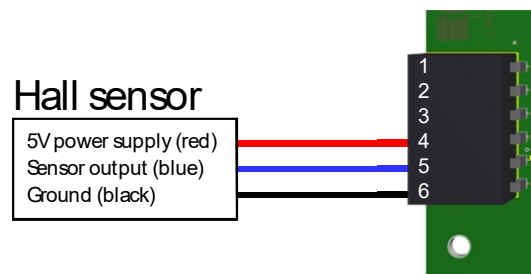 Hall sensor
5V power supply (red)
Sensor output (blue)
Ground (black)
1
2
3
4
5
6